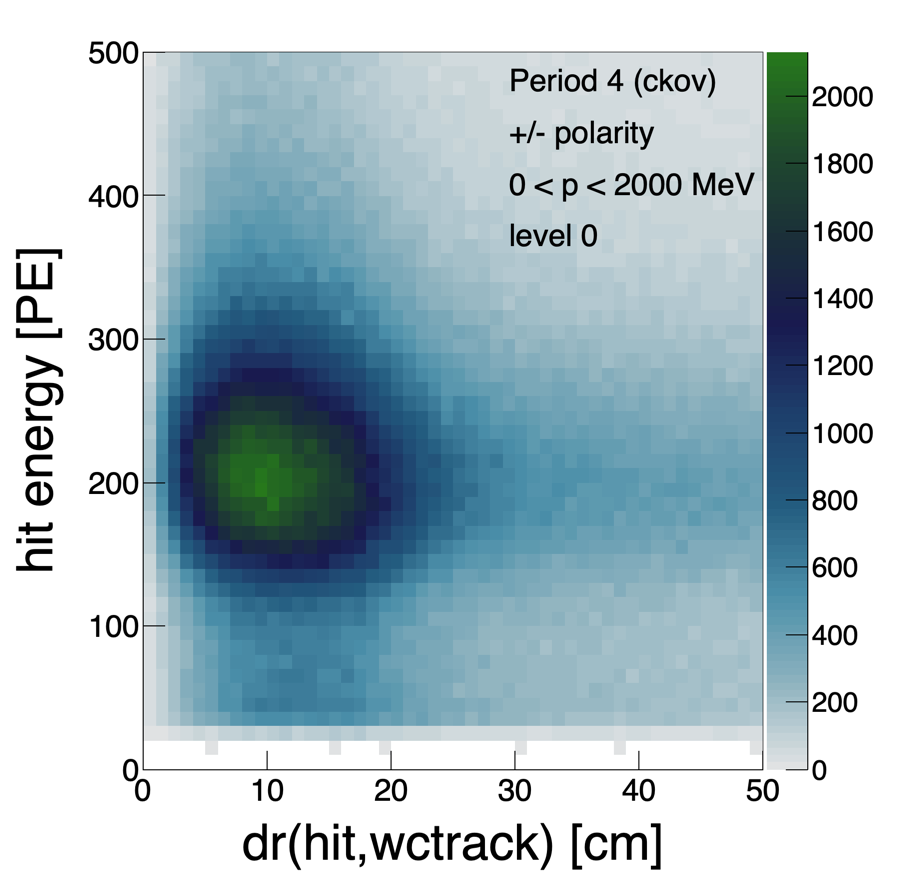 Period 4 (ckov)
+/- polarity
0 < p < 2000 MeV
level 0
hit energy [PE]
500
400
300
200
100
0
0 10 20 30 40 50
dr(hit,wctrack) [cm]
2000
1800
1600
1400
1200
1000
800
600
400
200
0